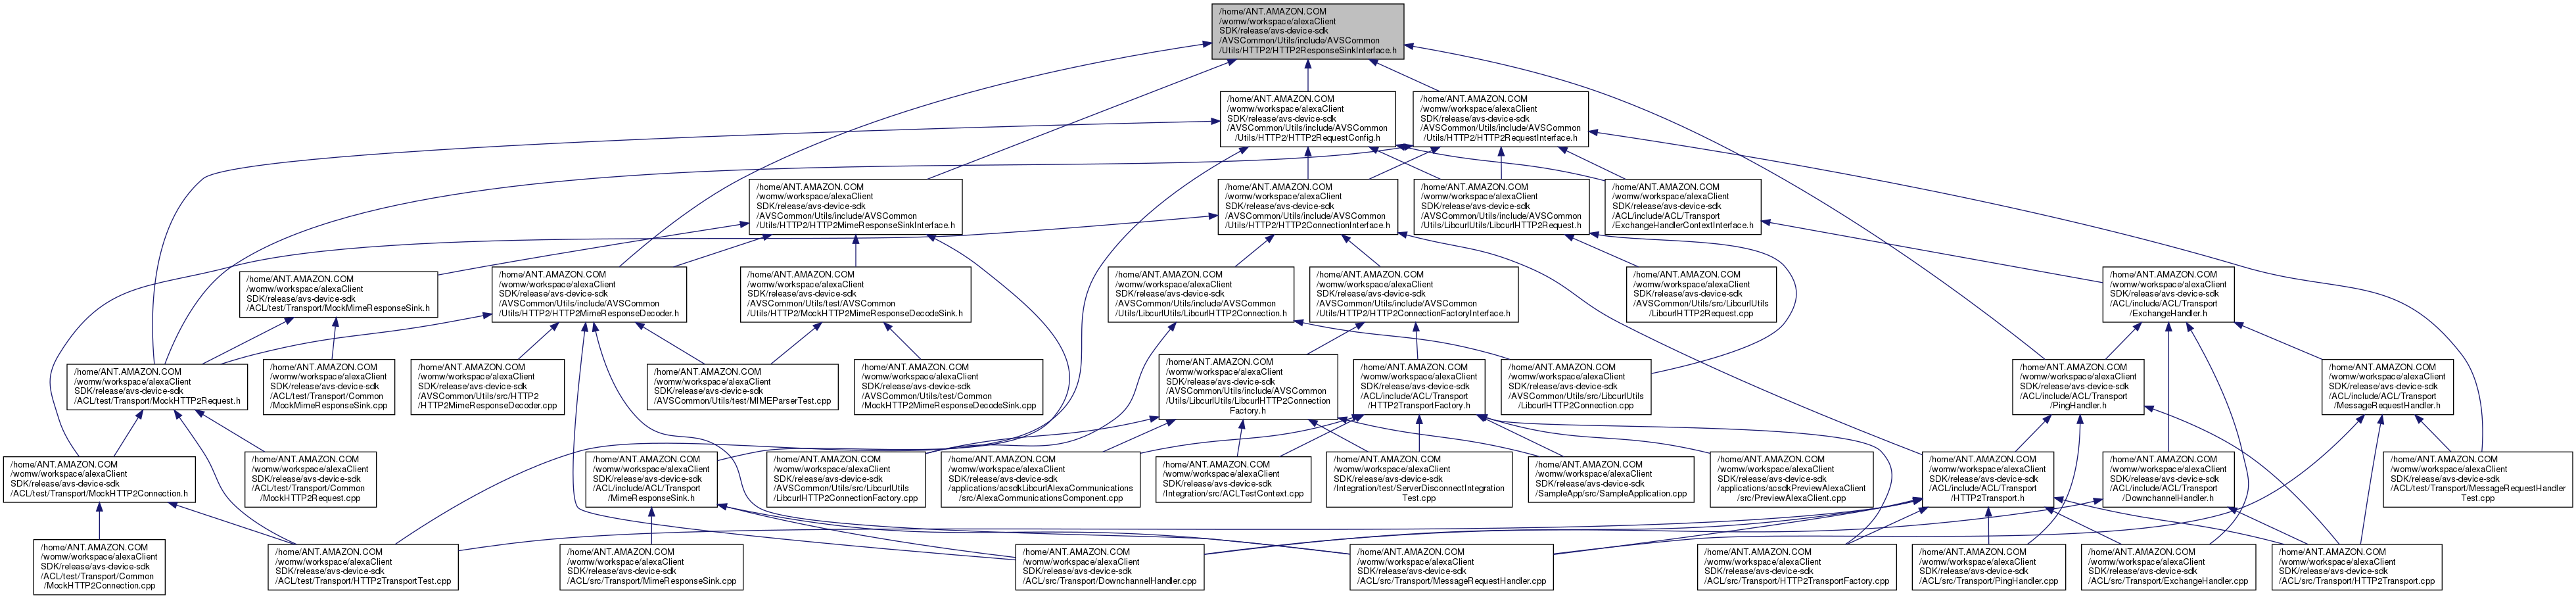 /home/ANT.AMAZON.COM
/womw/workspace/alexaClient
SDK/release/avs-device-sdk
/AVSCommon/Utils/include/AVSCommon
/Utils/HTTP2/HTTP2ResponseSinkInterface.h
/home/ANT.AMAZON.COM
/womw/workspace/alexaClient
SDK/release/avs-device-sdk
/AVSCommon/Utils/include/AVSCommon
/Utils/HTTP2/HTTP2RequestConfig.h
/home/ANT.AMAZON.COM
/womw/workspace/alexaClient
SDK/release/avs-device-sdk
/AVSCommon/Utils/include/AVSCommon
/Utils/HTTP2/HTTP2RequestInterface.h
/home/ANT.AMAZON.COM
/womw/workspace/alexaClient
SDK/release/avs-device-sdk
/AVSCommon/Utils/include/AVSCommon
/Utils/HTTP2/HTTP2MimeResponseSinkInterface.h
/home/ANT.AMAZON.COM
/womw/workspace/alexaClient
SDK/release/avs-device-sdk
/AVSCommon/Utils/include/AVSCommon
/Utils/HTTP2/HTTP2ConnectionInterface.h
/home/ANT.AMAZON.COM
/womw/workspace/alexaClient
SDK/release/avs-device-sdk
/AVSCommon/Utils/include/AVSCommon
/Utils/LibcurlUtils/LibcurlHTTP2Request.h
/home/ANT.AMAZON.COM
/womw/workspace/alexaClient
SDK/release/avs-device-sdk
/ACL/include/ACL/Transport
/ExchangeHandlerContextInterface.h
/home/ANT.AMAZON.COM
/womw/workspace/alexaClient
SDK/release/avs-device-sdk
/ACL/test/Transport/MockMimeResponseSink.h
/home/ANT.AMAZON.COM
/womw/workspace/alexaClient
SDK/release/avs-device-sdk
/AVSCommon/Utils/include/AVSCommon
/Utils/HTTP2/HTTP2MimeResponseDecoder.h
/home/ANT.AMAZON.COM
/womw/workspace/alexaClient
SDK/release/avs-device-sdk
/AVSCommon/Utils/test/AVSCommon
/Utils/HTTP2/MockHTTP2MimeResponseDecodeSink.h
/home/ANT.AMAZON.COM
/womw/workspace/alexaClient
SDK/release/avs-device-sdk
/AVSCommon/Utils/include/AVSCommon
/Utils/LibcurlUtils/LibcurlHTTP2Connection.h
/home/ANT.AMAZON.COM
/womw/workspace/alexaClient
SDK/release/avs-device-sdk
/AVSCommon/Utils/include/AVSCommon
/Utils/HTTP2/HTTP2ConnectionFactoryInterface.h
/home/ANT.AMAZON.COM
/womw/workspace/alexaClient
SDK/release/avs-device-sdk
/AVSCommon/Utils/src/LibcurlUtils
/LibcurlHTTP2Request.cpp
/home/ANT.AMAZON.COM
/womw/workspace/alexaClient
SDK/release/avs-device-sdk
/ACL/include/ACL/Transport
/ExchangeHandler.h
/home/ANT.AMAZON.COM
/womw/workspace/alexaClient
SDK/release/avs-device-sdk
/ACL/test/Transport/MockHTTP2Request.h
/home/ANT.AMAZON.COM
/womw/workspace/alexaClient
SDK/release/avs-device-sdk
/ACL/test/Transport/Common
/MockMimeResponseSink.cpp
/home/ANT.AMAZON.COM
/womw/workspace/alexaClient
SDK/release/avs-device-sdk
/AVSCommon/Utils/src/HTTP2
/HTTP2MimeResponseDecoder.cpp
/home/ANT.AMAZON.COM
/womw/workspace/alexaClient
SDK/release/avs-device-sdk
/AVSCommon/Utils/test/MIMEParserTest.cpp
/home/ANT.AMAZON.COM
/womw/workspace/alexaClient
SDK/release/avs-device-sdk
/AVSCommon/Utils/test/Common
/MockHTTP2MimeResponseDecodeSink.cpp
/home/ANT.AMAZON.COM
/womw/workspace/alexaClient
SDK/release/avs-device-sdk
/AVSCommon/Utils/include/AVSCommon
/Utils/LibcurlUtils/LibcurlHTTP2Connection
Factory.h
/home/ANT.AMAZON.COM
/womw/workspace/alexaClient
SDK/release/avs-device-sdk
/ACL/include/ACL/Transport
/HTTP2TransportFactory.h
/home/ANT.AMAZON.COM
/womw/workspace/alexaClient
SDK/release/avs-device-sdk
/AVSCommon/Utils/src/LibcurlUtils
/LibcurlHTTP2Connection.cpp
/home/ANT.AMAZON.COM
/womw/workspace/alexaClient
SDK/release/avs-device-sdk
/ACL/include/ACL/Transport
/PingHandler.h
/home/ANT.AMAZON.COM
/womw/workspace/alexaClient
SDK/release/avs-device-sdk
/ACL/include/ACL/Transport
/MessageRequestHandler.h
/home/ANT.AMAZON.COM
/womw/workspace/alexaClient
SDK/release/avs-device-sdk
/ACL/test/Transport/MockHTTP2Connection.h
/home/ANT.AMAZON.COM
/womw/workspace/alexaClient
SDK/release/avs-device-sdk
/ACL/test/Transport/Common
/MockHTTP2Request.cpp
/home/ANT.AMAZON.COM
/womw/workspace/alexaClient
SDK/release/avs-device-sdk
/ACL/include/ACL/Transport
/MimeResponseSink.h
/home/ANT.AMAZON.COM
/womw/workspace/alexaClient
SDK/release/avs-device-sdk
/AVSCommon/Utils/src/LibcurlUtils
/LibcurlHTTP2ConnectionFactory.cpp
/home/ANT.AMAZON.COM
/womw/workspace/alexaClient
SDK/release/avs-device-sdk
/applications/acsdkLibcurlAlexaCommunications
/src/AlexaCommunicationsComponent.cpp
/home/ANT.AMAZON.COM
/womw/workspace/alexaClient
SDK/release/avs-device-sdk
/Integration/src/ACLTestContext.cpp
/home/ANT.AMAZON.COM
/womw/workspace/alexaClient
SDK/release/avs-device-sdk
/Integration/test/ServerDisconnectIntegration
Test.cpp
/home/ANT.AMAZON.COM
/womw/workspace/alexaClient
SDK/release/avs-device-sdk
/SampleApp/src/SampleApplication.cpp
/home/ANT.AMAZON.COM
/womw/workspace/alexaClient
SDK/release/avs-device-sdk
/applications/acsdkPreviewAlexaClient
/src/PreviewAlexaClient.cpp
/home/ANT.AMAZON.COM
/womw/workspace/alexaClient
SDK/release/avs-device-sdk
/ACL/include/ACL/Transport
/HTTP2Transport.h
/home/ANT.AMAZON.COM
/womw/workspace/alexaClient
SDK/release/avs-device-sdk
/ACL/include/ACL/Transport
/DownchannelHandler.h
/home/ANT.AMAZON.COM
/womw/workspace/alexaClient
SDK/release/avs-device-sdk
/ACL/test/Transport/MessageRequestHandler
Test.cpp
/home/ANT.AMAZON.COM
/womw/workspace/alexaClient
SDK/release/avs-device-sdk
/ACL/test/Transport/Common
/MockHTTP2Connection.cpp
/home/ANT.AMAZON.COM
/womw/workspace/alexaClient
SDK/release/avs-device-sdk
/ACL/test/Transport/HTTP2TransportTest.cpp
/home/ANT.AMAZON.COM
/womw/workspace/alexaClient
SDK/release/avs-device-sdk
/ACL/src/Transport/MimeResponseSink.cpp
/home/ANT.AMAZON.COM
/womw/workspace/alexaClient
SDK/release/avs-device-sdk
/ACL/src/Transport/DownchannelHandler.cpp
/home/ANT.AMAZON.COM
/womw/workspace/alexaClient
SDK/release/avs-device-sdk
/ACL/src/Transport/MessageRequestHandler.cpp
/home/ANT.AMAZON.COM
/womw/workspace/alexaClient
SDK/release/avs-device-sdk
/ACL/src/Transport/HTTP2TransportFactory.cpp
/home/ANT.AMAZON.COM
/womw/workspace/alexaClient
SDK/release/avs-device-sdk
/ACL/src/Transport/PingHandler.cpp
/home/ANT.AMAZON.COM
/womw/workspace/alexaClient
SDK/release/avs-device-sdk
/ACL/src/Transport/ExchangeHandler.cpp
/home/ANT.AMAZON.COM
/womw/workspace/alexaClient
SDK/release/avs-device-sdk
/ACL/src/Transport/HTTP2Transport.cpp